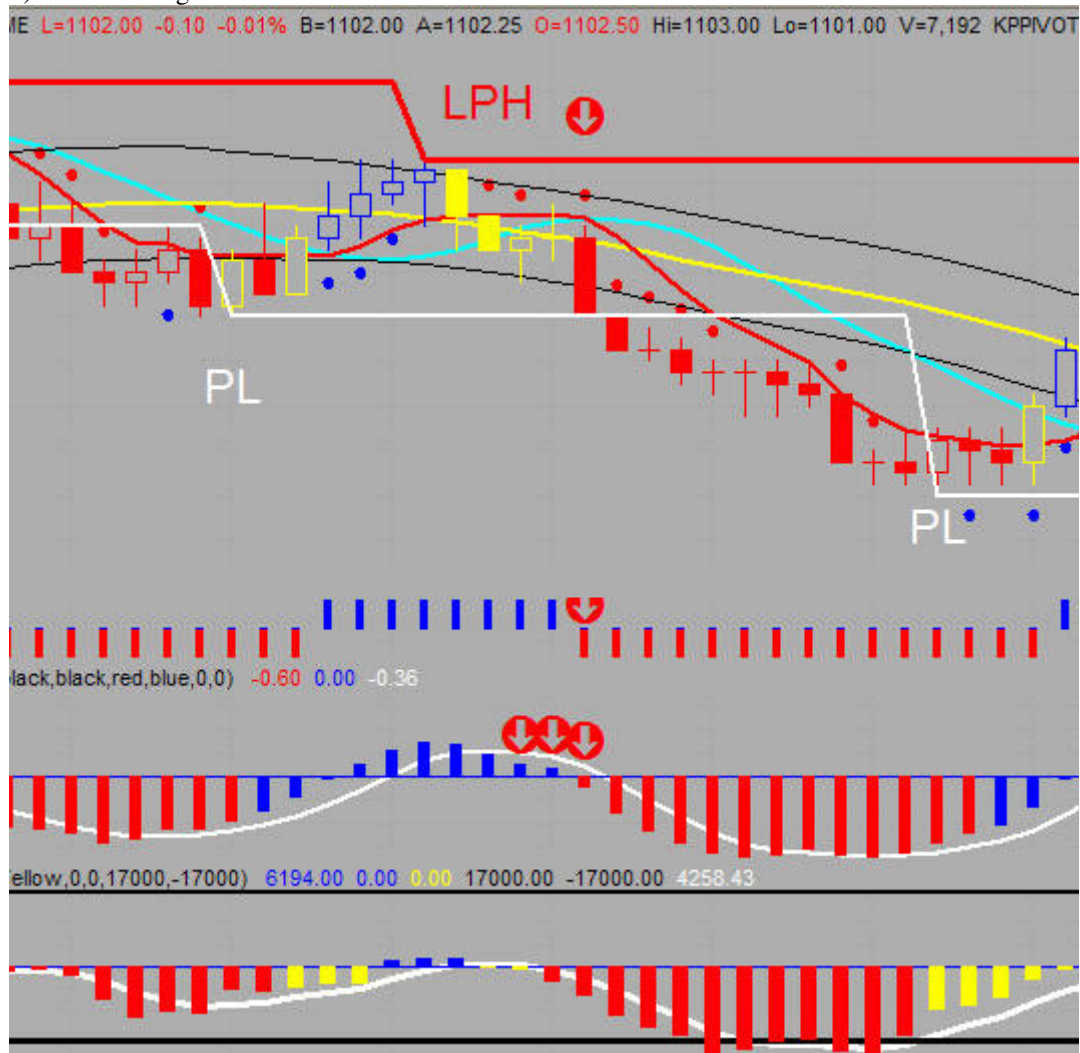 L=1102.00 -0.10 -0.01% B=1102.00 A=1102.25 O=1102.50 Hi=1103.00 Lo=1101.00 V=7,192 KPPIVOT
LPH
PL
PL
lack,black,red,blue,0,0) -0.60 0.00 -0.36
ellow,0,0,17000,-17000) 6194.00 0.00 0.00 17000.00 -17000.00 4258.43